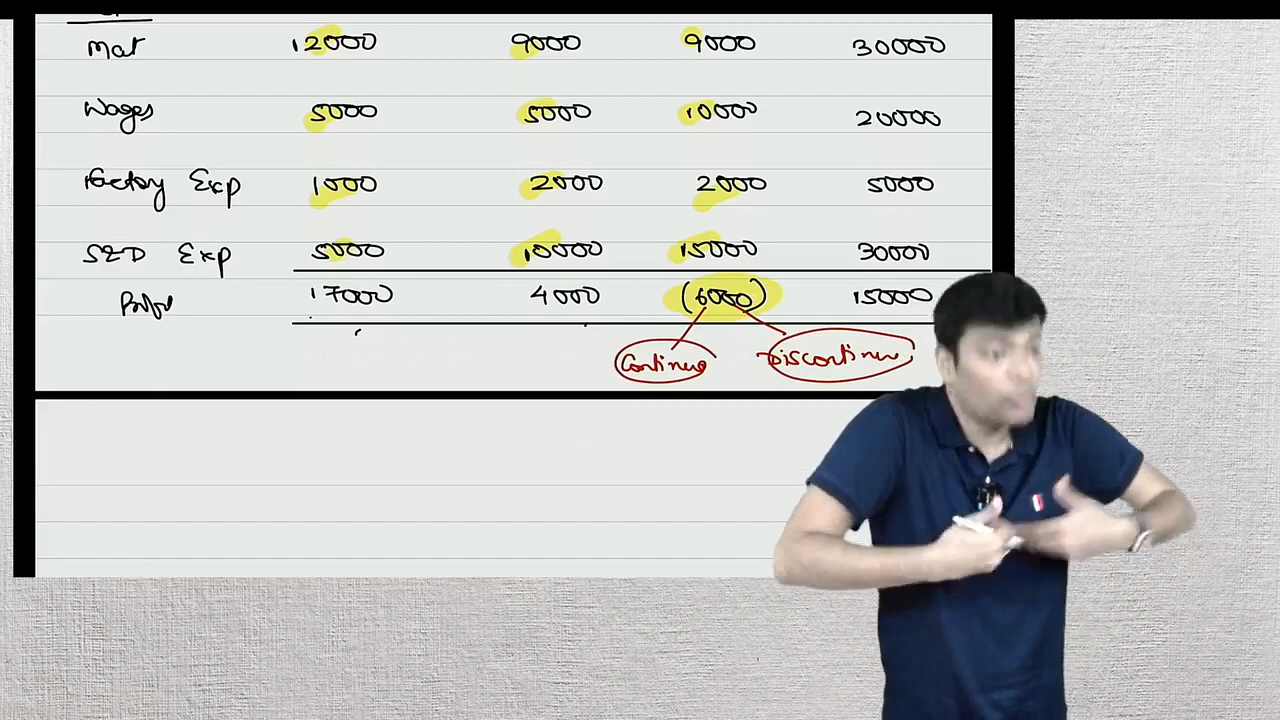 Mat 12000 9000 9000 30000
Wages 5000 5000 10000 20000
Factory Exp 1000 2000 2000 5000
S&D Exp 5000 10000 15000 30000
17000 4000 (6000) 15000
Continue Discontinue